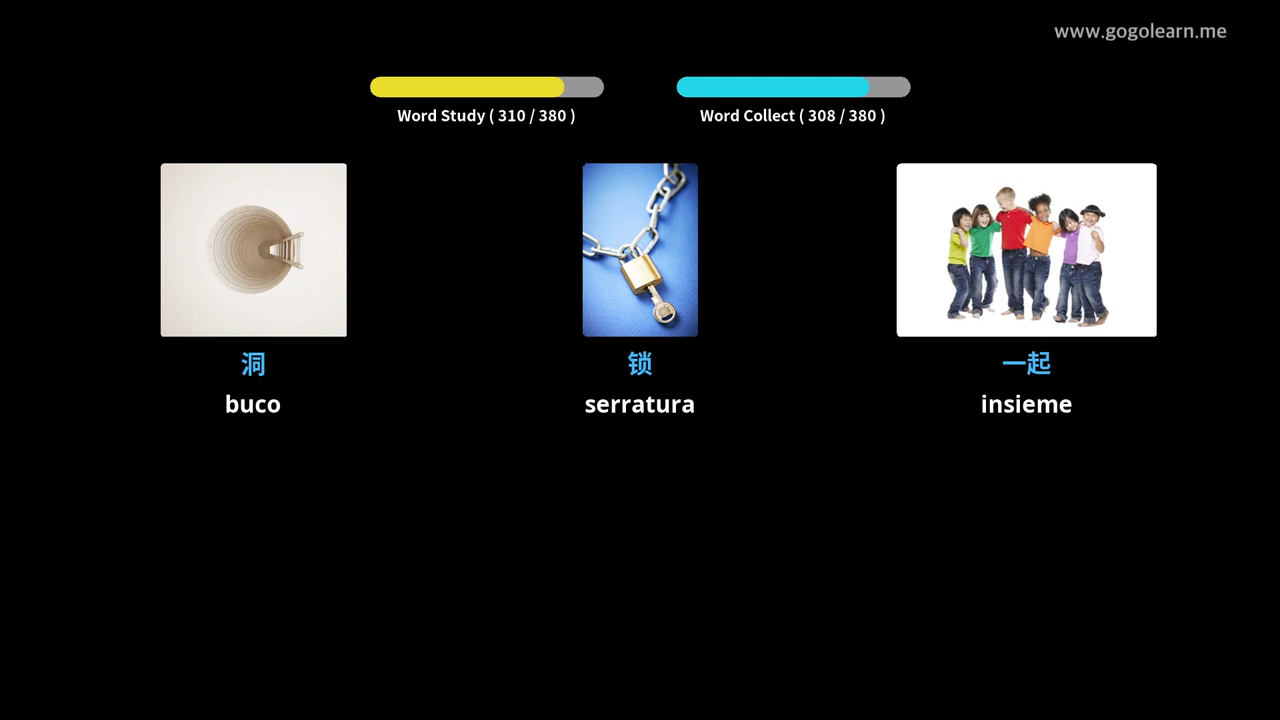 www.gogolearn.me
Word Study ( 310 / 380 )
Word Collect ( 308 / 380 )
洞
锁
一起
buco
serratura
insieme